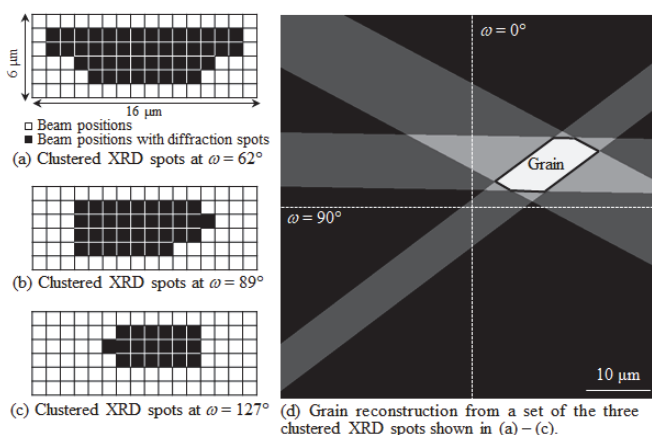 6 μm
16 μm
□ Beam positions
■ Beam positions with diffraction spots
(a) Clustered XRD spots at ω = 62°
(b) Clustered XRD spots at ω = 89°
(c) Clustered XRD spots at ω = 127°
ω = 0°
Grain
ω = 90°
10 μm
(d) Grain reconstruction from a set of the three
clustered XRD spots shown in (a) – (c).